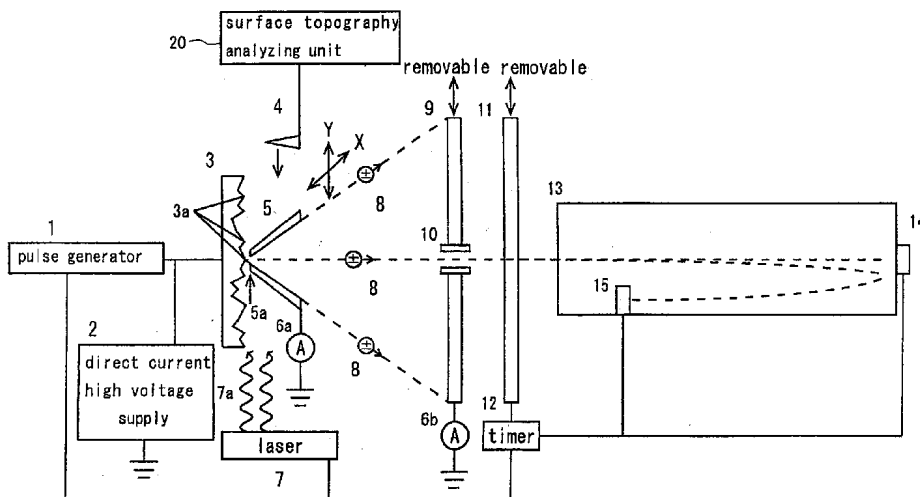 surface topography
analyzing unit
20
removable removable
4
9
11
Y
X
3
5
13
3a
8
1
10
14
pulse generator
8
15
5a
6a
2
A
8
direct current
high voltage
supply
7a
12
6b
A
timer
laser
7